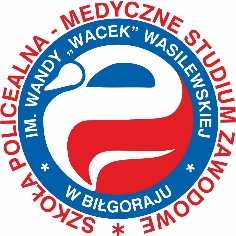 SZKOŁA POLICEALNA - MEDYCZNE STUDIUM ZAWODOWE
IM. WANDY „WACEK” WASILEWSKIEJ
W BIŁGORAJU